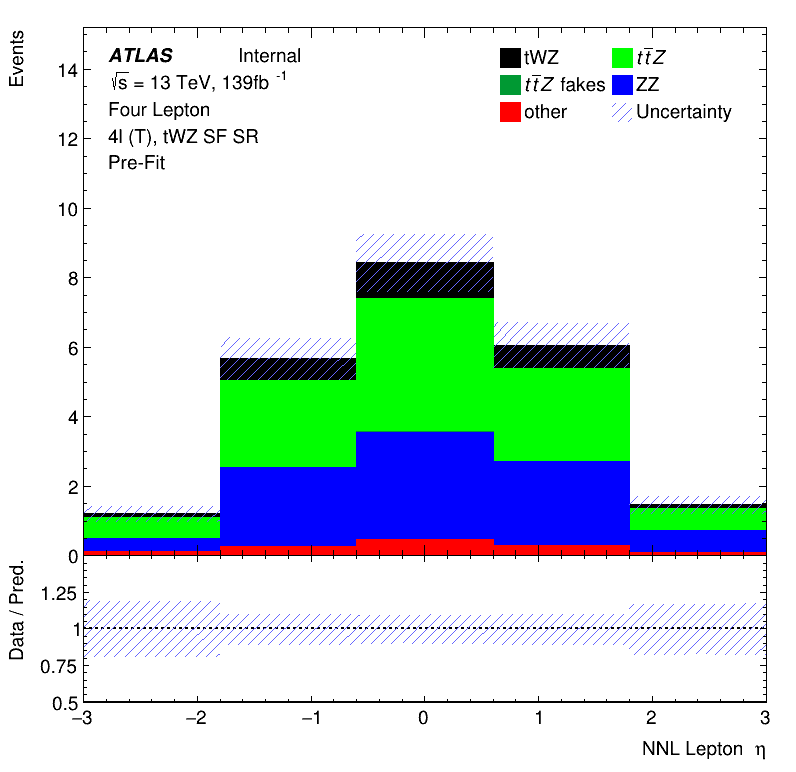 Events
ATLAS Internal
√s = 13 TeV, 139fb⁻¹
Four Lepton
4l (T), tWZ SF SR
Pre-Fit
tWZ tt̄Z
tt̄Z fakes ZZ
other Uncertainty
14
12
10
8
6
4
2
0
Data / Pred.
1.25
1
0.75
0.5
−3 −2 −1 0 1 2 3
NNL Lepton η